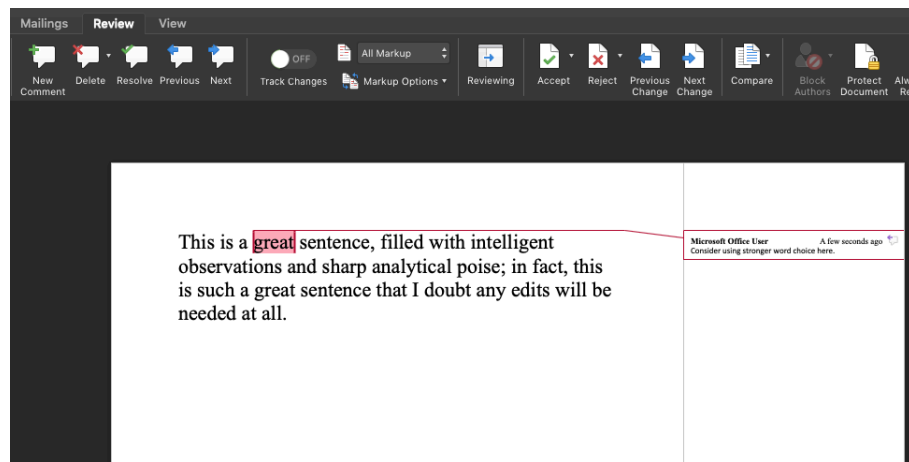 Mailings Review View
New Comment
Delete
Resolve
Previous
Next
OFF
Track Changes
All Markup
Markup Options
Reviewing
Accept
Reject
Previous Change
Next Change
Compare
Block Authors
Protect Document
This is a great sentence, filled with intelligent
observations and sharp analytical poise; in fact, this
is such a great sentence that I doubt any edits will be
needed at all.
Microsoft Office User A few seconds ago
Consider using stronger word choice here.